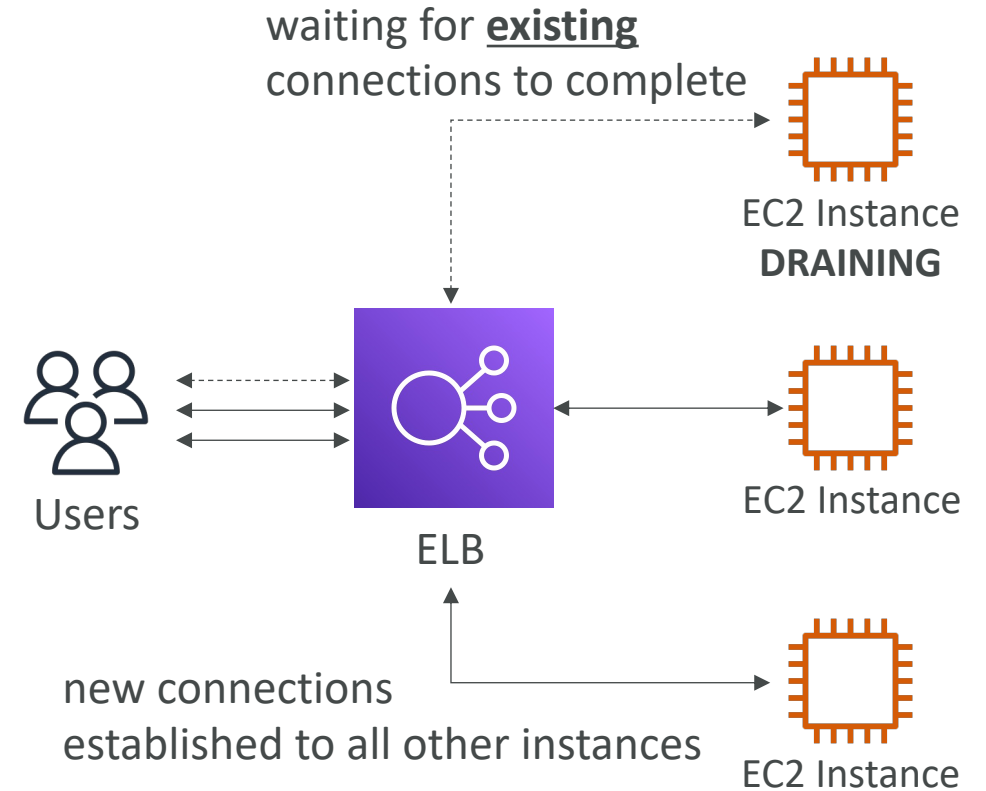 waiting for existing
connections to complete
EC2 Instance
DRAINING
Users
ELB
EC2 Instance
new connections
established to all other instances
EC2 Instance